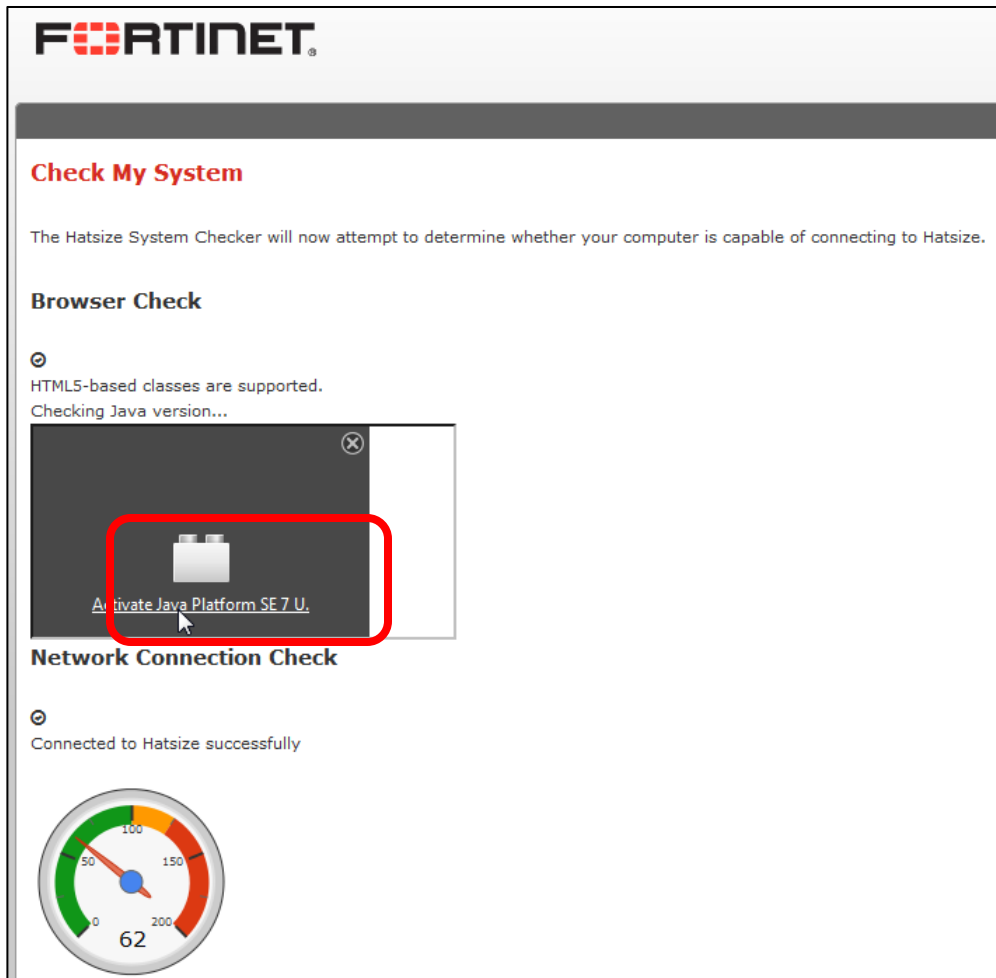 FORTINET®
Check My System
The Hatsize System Checker will now attempt to determine whether your computer is capable of connecting to Hatsize.
Browser Check
HTML5-based classes are supported.
Checking Java version...
Activate Java Platform SE 7 U.
Network Connection Check
Connected to Hatsize successfully
100
50 150
0 200
62